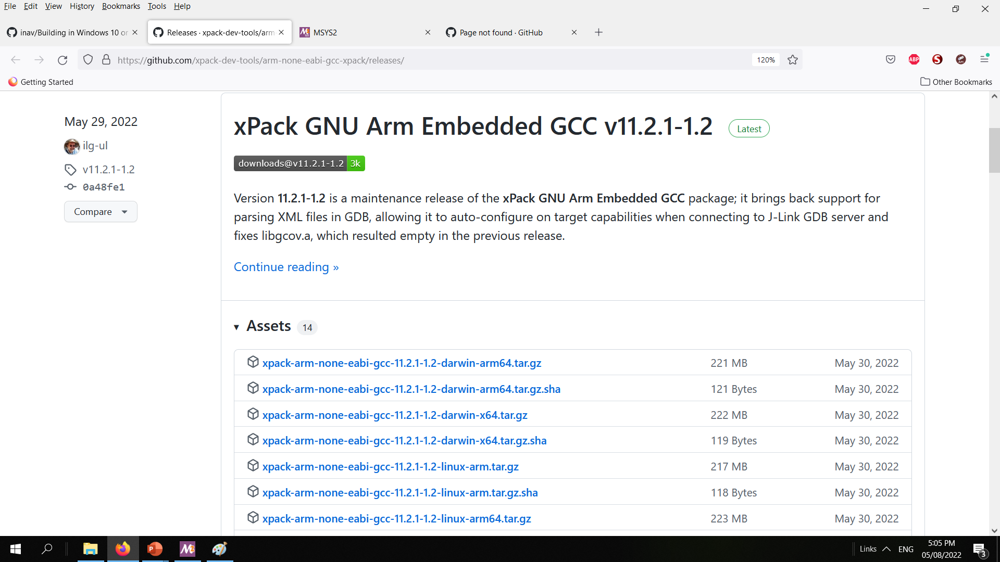 File Edit View History Bookmarks Tools Help
inav/Building in Windows 10 or
Releases · xpack-dev-tools/arm-
MSYS2
Page not found · GitHub
https://github.com/xpack-dev-tools/arm-none-eabi-gcc-xpack/releases/
120%
ABP
Getting Started
Other Bookmarks
May 29, 2022
ilg-ul
v11.2.1-1.2
0a48fe1
Compare
xPack GNU Arm Embedded GCC v11.2.1-1.2 Latest
downloads@v11.2.1-1.2 3k
Version 11.2.1-1.2 is a maintenance release of the xPack GNU Arm Embedded GCC package; it brings back support for
parsing XML files in GDB, allowing it to auto-configure on target capabilities when connecting to J-Link GDB server and
fixes libgcov.a, which resulted empty in the previous release.
Continue reading »
Assets 14
xpack-arm-none-eabi-gcc-11.2.1-1.2-darwin-arm64.tar.gz 221 MB May 30, 2022
xpack-arm-none-eabi-gcc-11.2.1-1.2-darwin-arm64.tar.gz.sha 121 Bytes May 30, 2022
xpack-arm-none-eabi-gcc-11.2.1-1.2-darwin-x64.tar.gz 222 MB May 30, 2022
xpack-arm-none-eabi-gcc-11.2.1-1.2-darwin-x64.tar.gz.sha 119 Bytes May 30, 2022
xpack-arm-none-eabi-gcc-11.2.1-1.2-linux-arm.tar.gz 217 MB May 30, 2022
xpack-arm-none-eabi-gcc-11.2.1-1.2-linux-arm.tar.gz.sha 118 Bytes May 30, 2022
xpack-arm-none-eabi-gcc-11.2.1-1.2-linux-arm64.tar.gz 223 MB May 30, 2022
Links
ENG
5:05 PM
05/08/2022
3